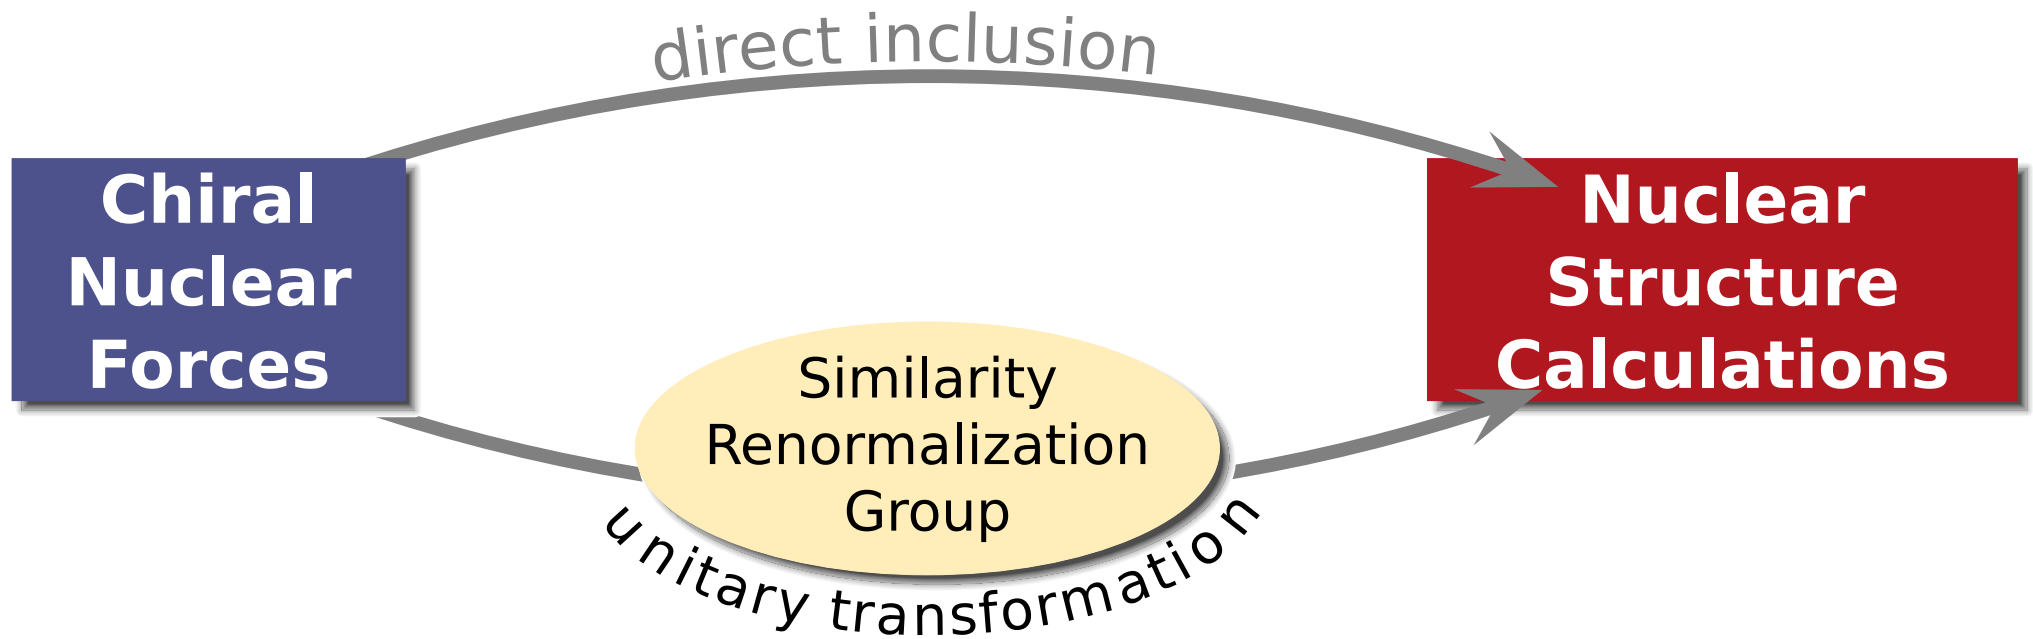 direct inclusion
Chiral
Nuclear
Forces
Nuclear
Structure
Calculations
Similarity
Renormalization
Group
unitary transformation